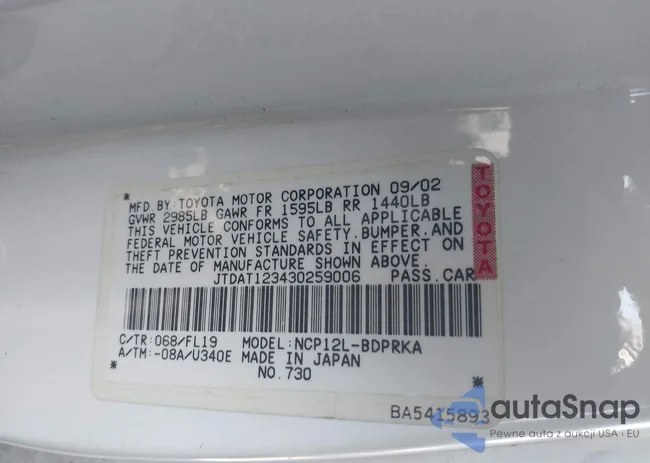 MFD.BY:TOYOTA MOTOR CORPORATION 09/02
GVWR 2985LB GAWR FR 1595LB RR 1440LB
THIS VEHICLE CONFORMS TO ALL APPLICABLE
FEDERAL MOTOR VEHICLE SAFETY,BUMPER,AND
THEFT PREVENTION STANDARDS IN EFFECT ON
THE DATE OF MANUFACTURE SHOWN ABOVE.
JTDAT123430259006 PASS.CAR
TOYOTA
C/TR:068/FL19 MODEL:NCP12L-BDPRKA
A/TM:-08A/U340E MADE IN JAPAN
NO.730
BA5415893
autaSnap
Pewne auta z aukcji USA i EU